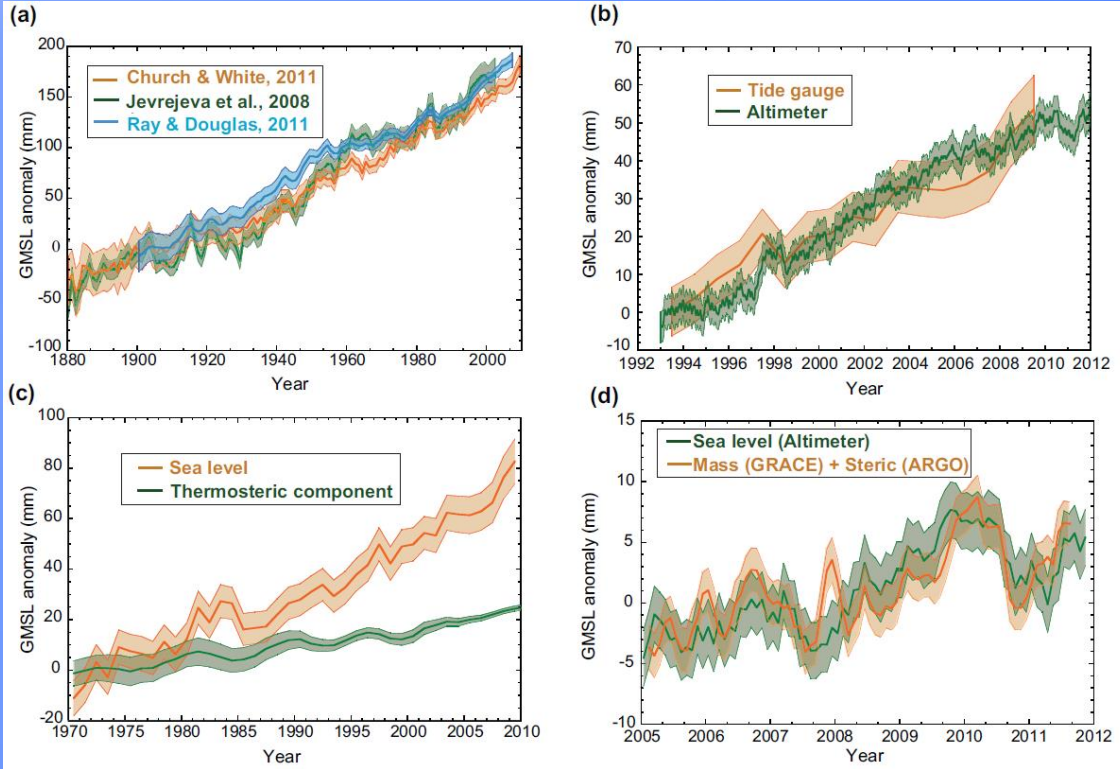 (a)
200
150
100
50
0
-50
-100
GMSL anomaly (mm)
Church & White, 2011
Jevrejeva et al., 2008
Ray & Douglas, 2011
1880 1900 1920 1940 1960 1980 2000
Year
(b)
70
60
50
40
30
20
10
0
-10
GMSL anomaly (mm)
Tide gauge
Altimeter
1992 1994 1996 1998 2000 2002 2004 2006 2008 2010 2012
Year
(c)
100
80
60
40
20
0
-20
GMSL anomaly (mm)
Sea level
Thermosteric component
1970 1975 1980 1985 1990 1995 2000 2005 2010
Year
(d)
15
10
5
0
-5
-10
GMSL anomaly (mm)
Sea level (Altimeter)
Mass (GRACE) + Steric (ARGO)
2005 2006 2007 2008 2009 2010 2011 2012
Year